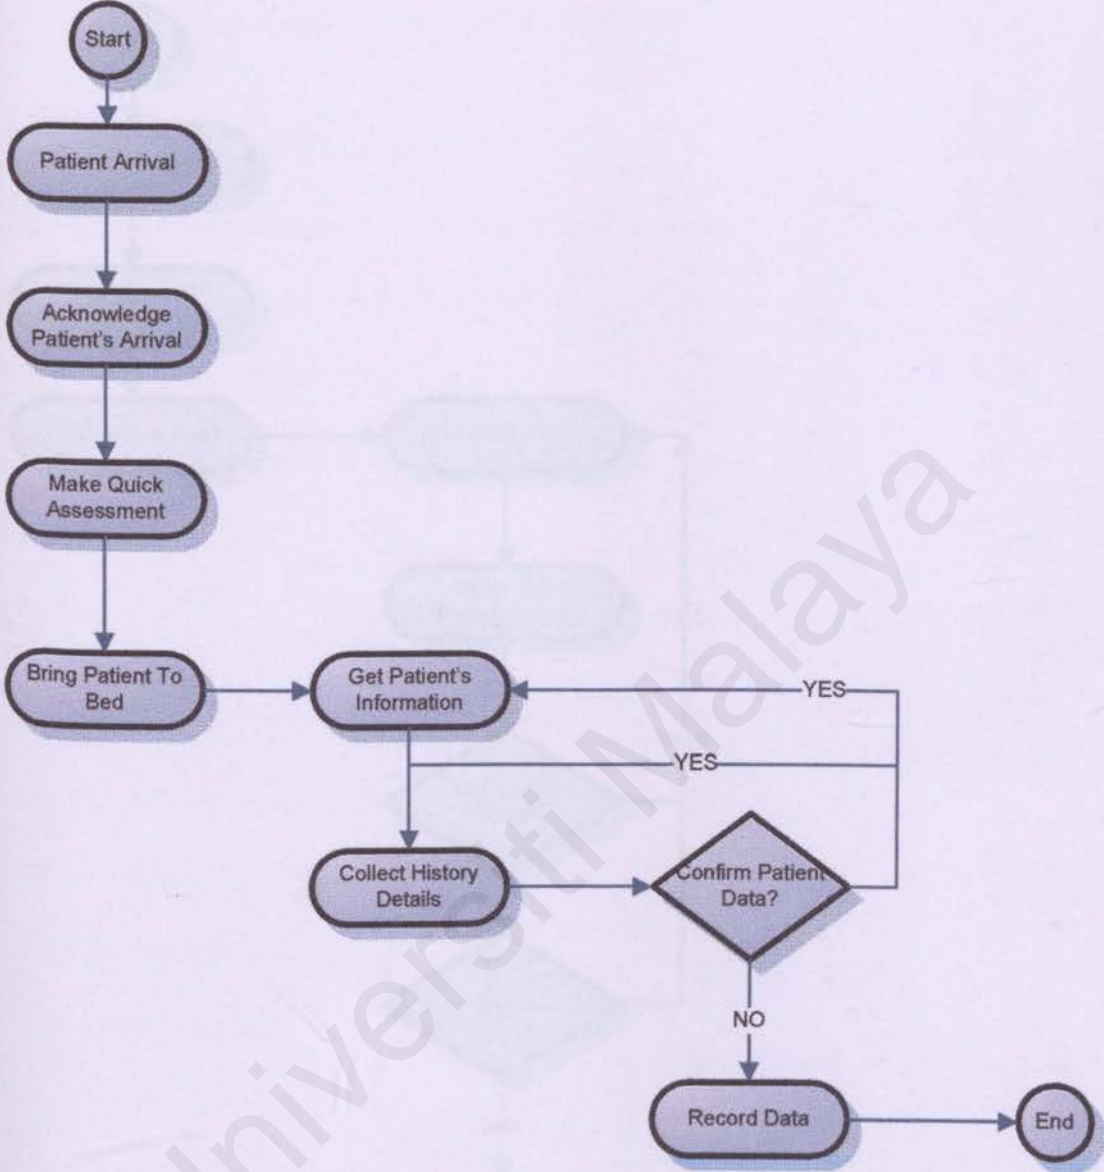 Start
Patient Arrival
Acknowledge
Patient's Arrival
Make Quick
Assessment
Bring Patient To
Bed
Get Patient's
Information
YES
YES
Collect History
Details
Confirm Patient
Data?
NO
Record Data
End
Universiti Malaya